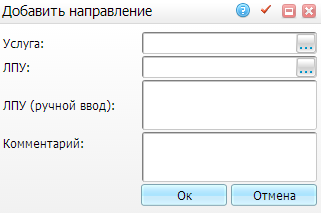 Добавить направление
Услуга:
...
ЛПУ:
...
ЛПУ (ручной ввод):
Комментарий:
Ок Отмена